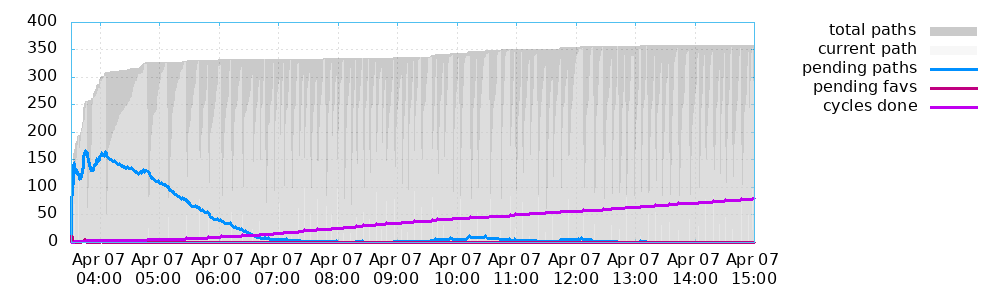 400
350
300
250
200
150
100
50
0
Apr 07 Apr 07 Apr 07 Apr 07 Apr 07 Apr 07 Apr 07 Apr 07 Apr 07 Apr 07 Apr 07 Apr 07
04:00 05:00 06:00 07:00 08:00 09:00 10:00 11:00 12:00 13:00 14:00 15:00
total paths
current path
pending paths
pending favs
cycles done